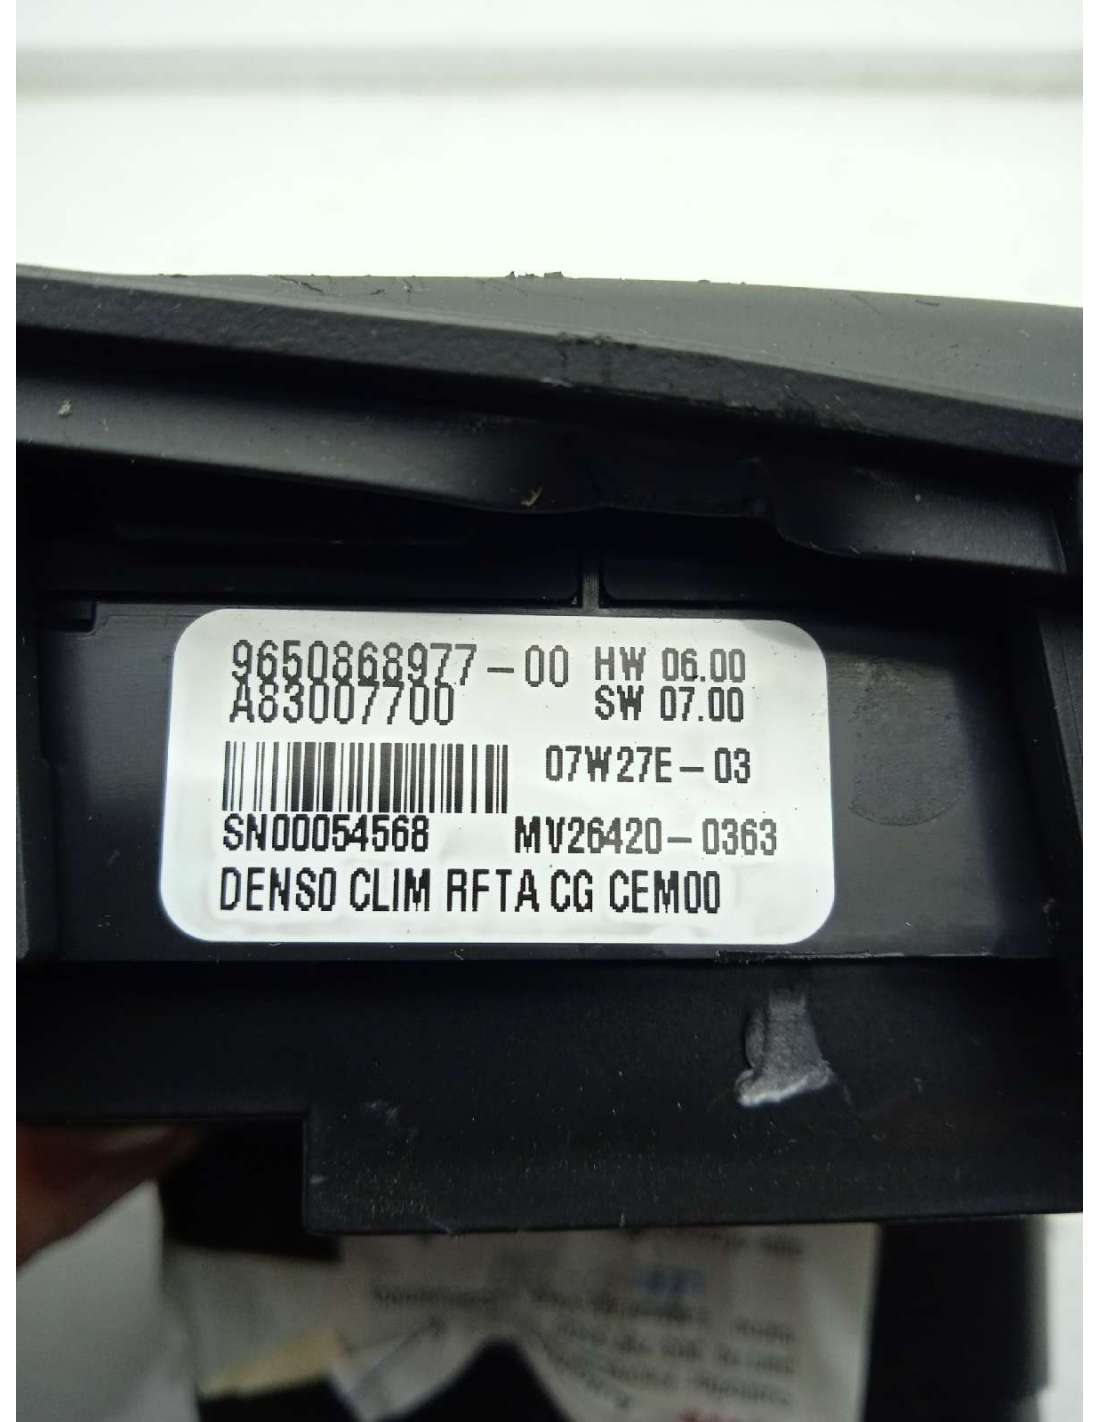 9650868977-00 HW 06.00
A83007700 SW 07.00
07W27E-03
SN00054568 MV26420-0363
DENSO CLIM RFTA CG CEM00